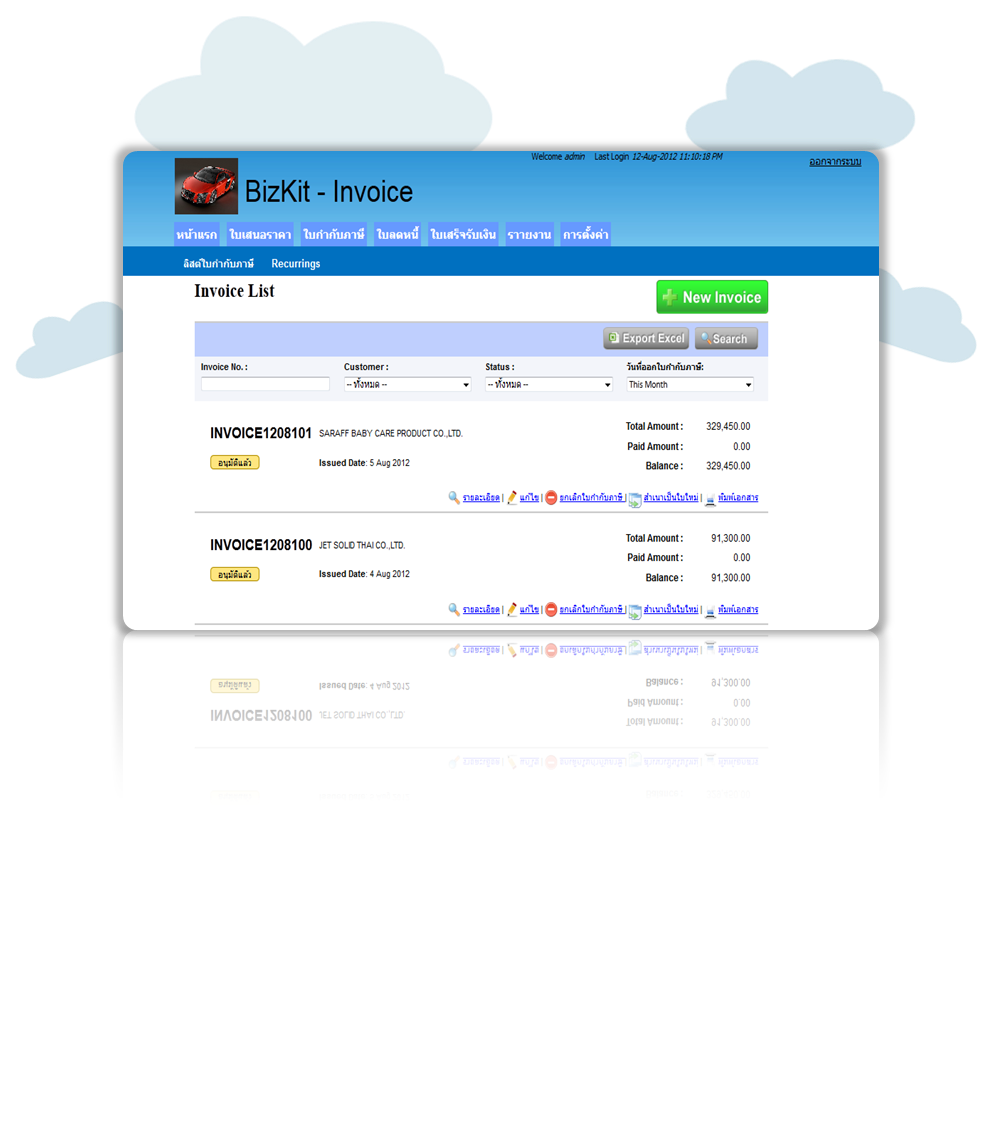 Welcome admin Last Login 12-Aug-2012 11:10:18 PM
ออกจากระบบ
BizKit - Invoice
หน้าแรก ใบเสนอราคา ใบกำกับภาษี ใบลดหนี้ ใบเสร็จรับเงิน รายงาน การตั้งค่า
ลิสต์ใบกำกับภาษี Recurrings
Invoice List
New Invoice
Export Excel Search
Invoice No. : Customer : Status : วันที่ออกใบกำกับภาษี:
-- ทั้งหมด -- -- ทั้งหมด -- This Month
INVOICE1208101 SARAFF BABY CARE PRODUCT CO.,LTD. Total Amount : 329,450.00
Paid Amount : 0.00
อนุมัติแล้ว Issued Date: 5 Aug 2012 Balance : 329,450.00
รายละเอียด | แก้ไข | ยกเลิกใบกำกับภาษี | สำเนาเป็นใบใหม่ | พิมพ์เอกสาร
INVOICE1208100 JET SOLID THAI CO.,LTD. Total Amount : 91,300.00
Paid Amount : 0.00
อนุมัติแล้ว Issued Date: 4 Aug 2012 Balance : 91,300.00
รายละเอียด | แก้ไข | ยกเลิกใบกำกับภาษี | สำเนาเป็นใบใหม่ | พิมพ์เอกสาร